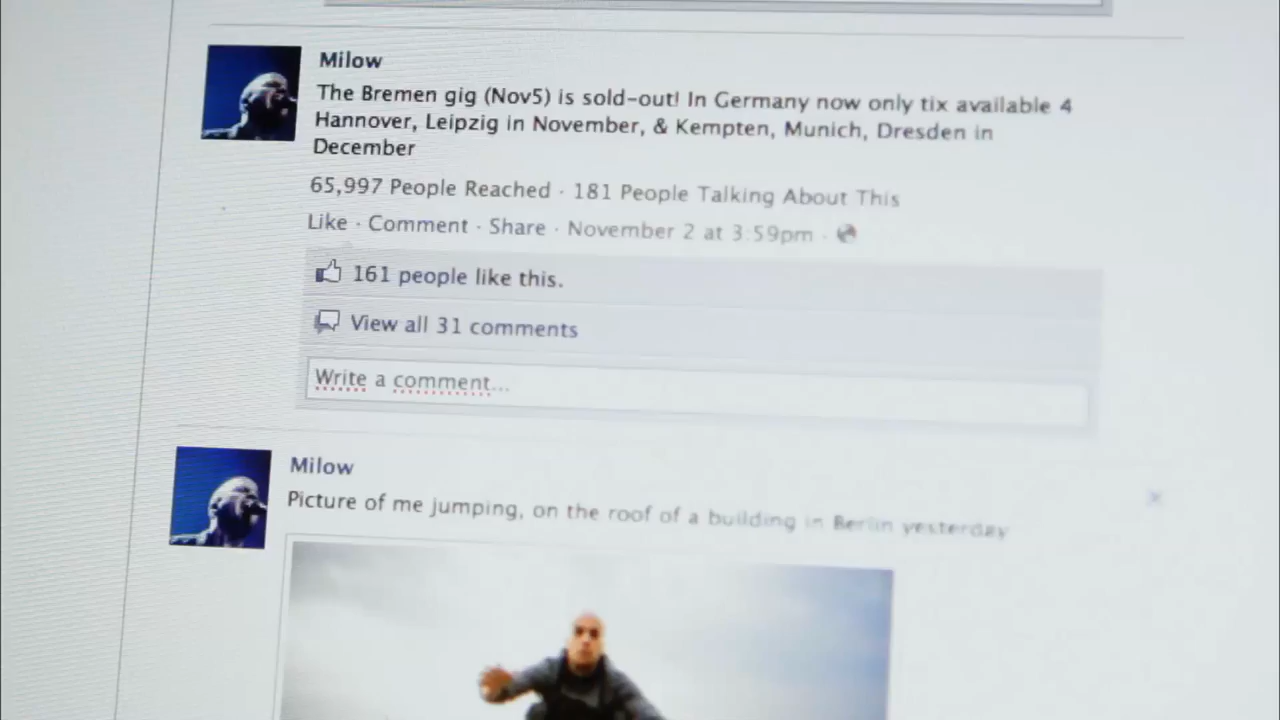 Milow
The Bremen gig (Nov5) is sold-out! In Germany now only tix available 4
Hannover, Leipzig in November, & Kempten, Munich, Dresden in
December
65,997 People Reached · 181 People Talking About This
Like · Comment · Share · November 2 at 3:59pm ·
161 people like this.
View all 31 comments
Write a comment...
Milow
Picture of me jumping, on the roof of a building in Berlin yesterday